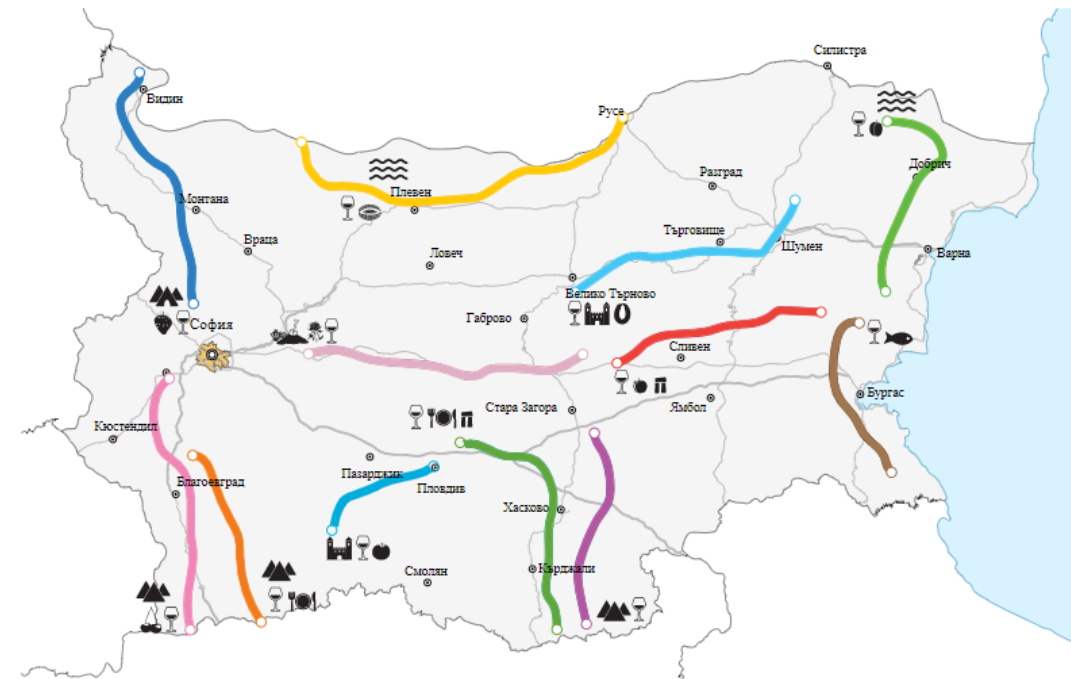 Силистра
Видин
Русе
Добрич
Разград
Плевен
Монтана
Търговище
Враца
Шумен
Ловеч
Варна
Велико Търново
Габрово
София
Сливен
Бургас
Стара Загора
Ямбол
Кюстендил
Пазарджик
Благоевград
Пловдив
Хасково
Смолян
Кърджали